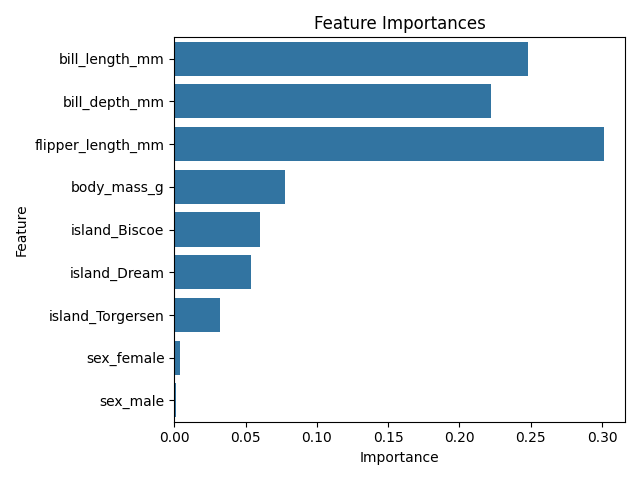 Feature Importances
bill_length_mm
bill_depth_mm
flipper_length_mm
body_mass_g
island_Biscoe
island_Dream
island_Torgersen
sex_female
sex_male
Feature
0.00 0.05 0.10 0.15 0.20 0.25 0.30
Importance